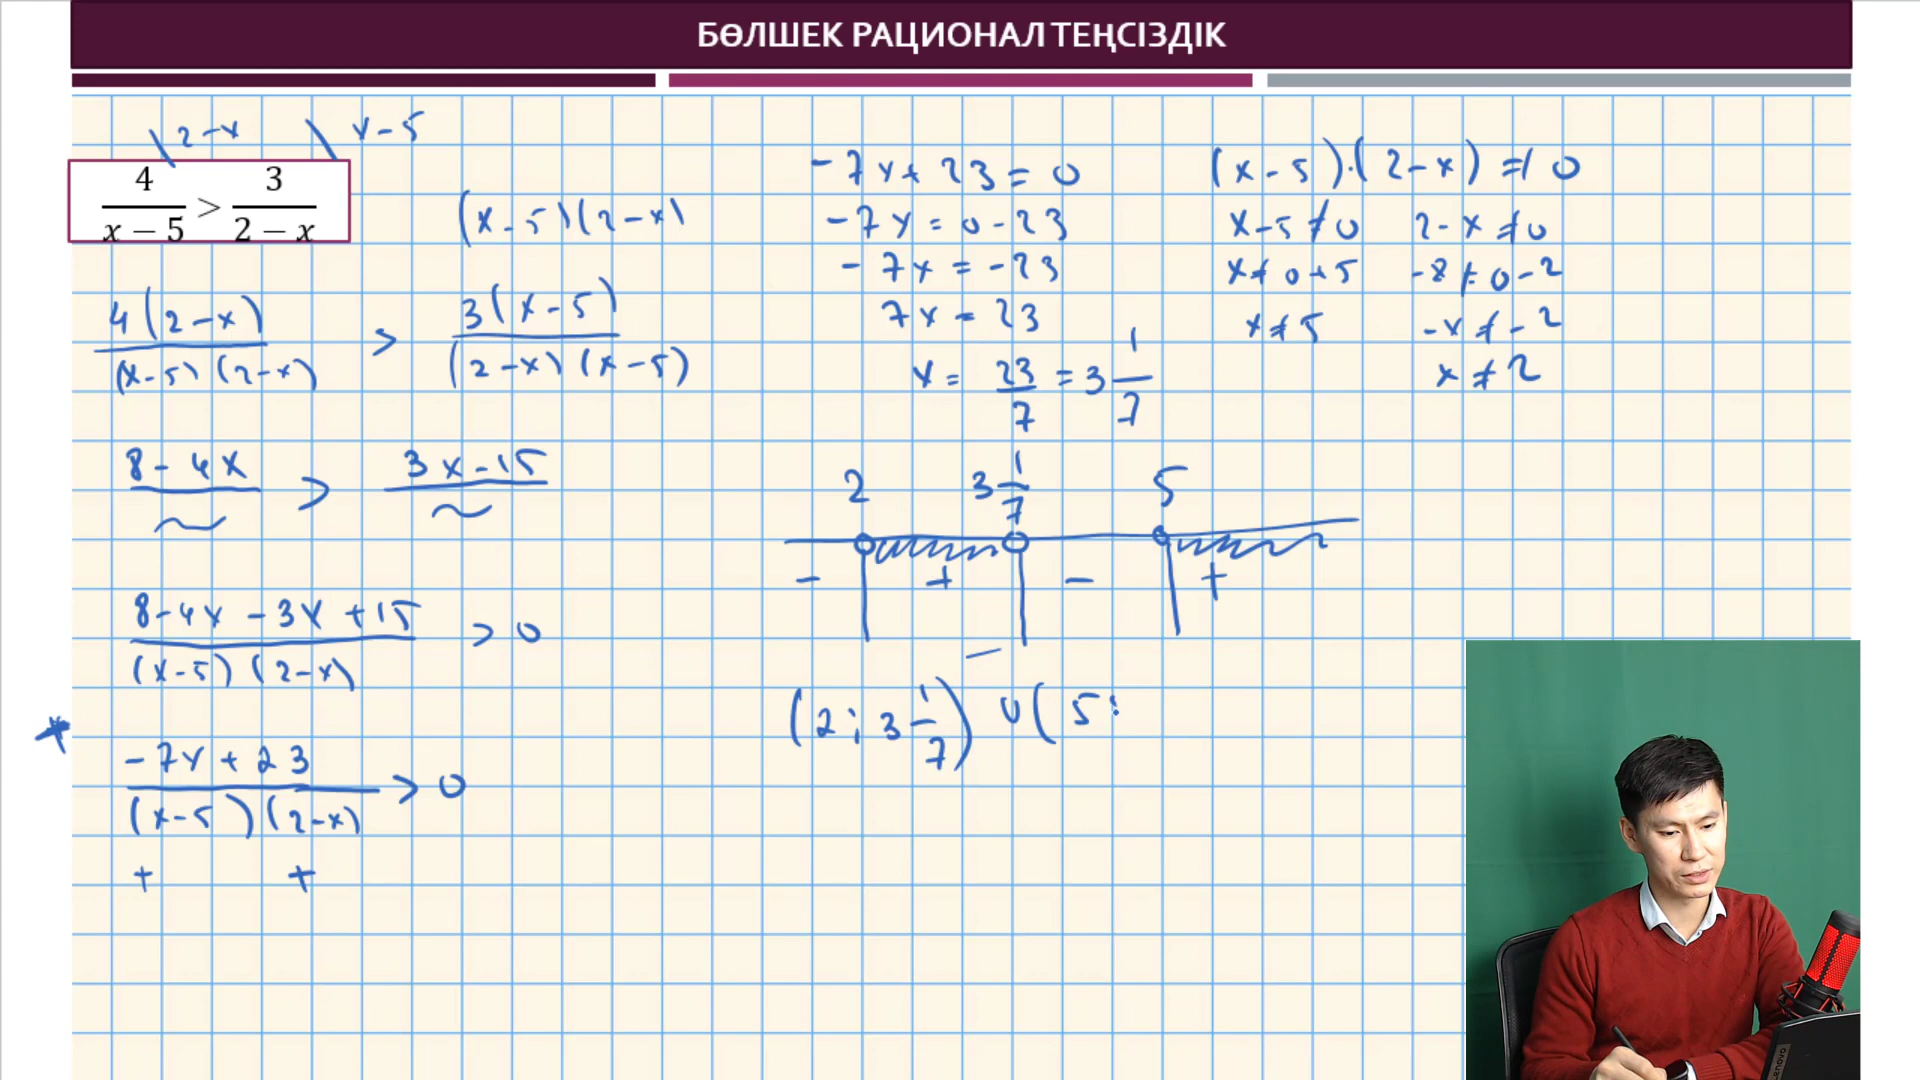 БӨЛШЕК РАЦИОНАЛ ТЕҢСІЗДІК
\2-x \x-5
4/(x − 5) > 3/(2 − x)
(x-5)(2-x)
4(2-x)/(x-5)(2-x) > 3(x-5)/(2-x)(x-5)
8-4x/~ > 3x-15/~
8-4x-3x+15/(x-5)(2-x) > 0
-7x+23/(x-5)(2-x) > 0
+ +
-7x+23=0
-7x=0-23
-7x=-23
7x=23
x=23/7=3 1/7
(x-5)·(2-x)≠0
x-5≠0 2-x≠0
x≠0+5 -x≠0-2
x≠5 -x≠-2
x≠2
2 3 1/7 5
- + - +
(2; 3 1/7) ∪ (5;
lenovo